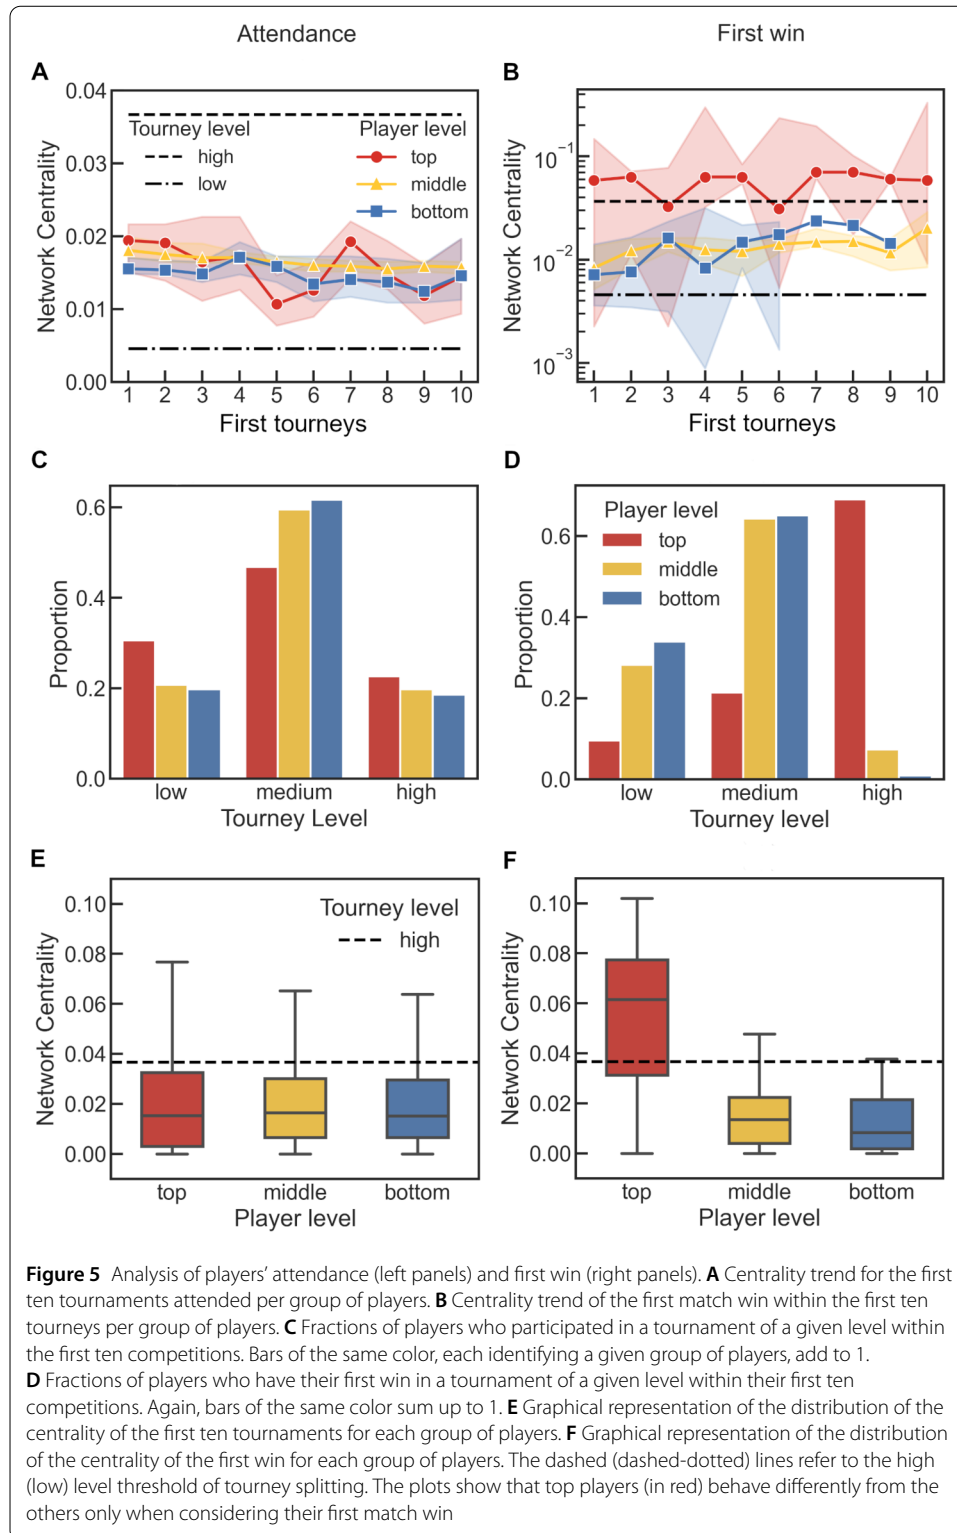 Attendance
First win
A
0.04
0.03
0.02
0.01
0.00
Network Centrality
Tourney level
high
low
Player level
top
middle
bottom
1 2 3 4 5 6 7 8 9 10
First tourneys
B
10−1
10−2
10−3
Network Centrality
1 2 3 4 5 6 7 8 9 10
First tourneys
C
0.6
0.4
0.2
0.0
Proportion
low medium high
Tourney Level
D
0.6
0.4
0.2
0.0
Proportion
Player level
top
middle
bottom
low medium high
Tourney level
E
0.10
0.08
0.06
0.04
0.02
0.00
Network Centrality
Tourney level
high
top middle bottom
Player level
F
0.10
0.08
0.06
0.04
0.02
0.00
Network Centrality
top middle bottom
Player level
Figure 5 Analysis of players’ attendance (left panels) and first win (right panels). A Centrality trend for the first
ten tournaments attended per group of players. B Centrality trend of the first match win within the first ten
tourneys per group of players. C Fractions of players who participated in a tournament of a given level within
the first ten competitions. Bars of the same color, each identifying a given group of players, add to 1.
D Fractions of players who have their first win in a tournament of a given level within their first ten
competitions. Again, bars of the same color sum up to 1. E Graphical representation of the distribution of the
centrality of the first ten tournaments for each group of players. F Graphical representation of the distribution
of the centrality of the first win for each group of players. The dashed (dashed-dotted) lines refer to the high
(low) level threshold of tourney splitting. The plots show that top players (in red) behave differently from the
others only when considering their first match win